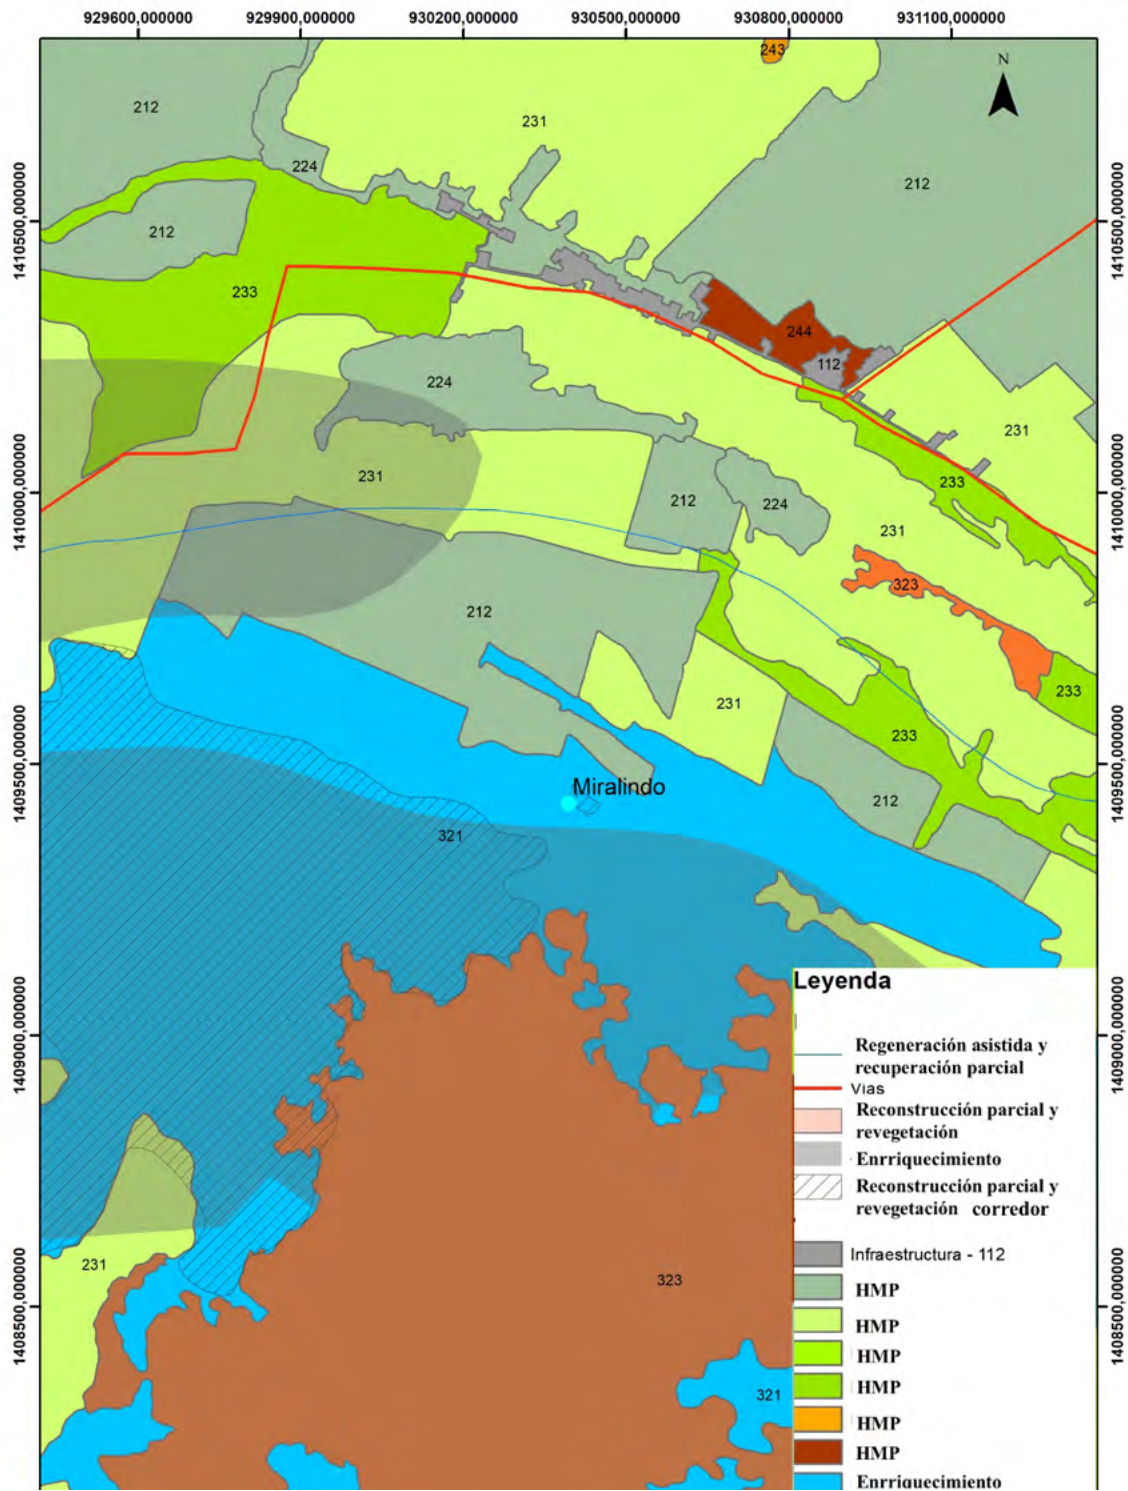 929600,000000 929900,000000 930200,000000 930500,000000 930800,000000 931100,000000
243
N
212
231
224
212
1410500,000000
1410500,000000
212
233
244
112
224
231
231
233
1410000,000000
1410000,000000
212
224
231
323
212
233
231
233
1409500,000000
1409500,000000
Miralindo
212
321
Leyenda
1409000,000000
1409000,000000
Regeneración asistida y
recuperación parcial
Vías
Reconstrucción parcial y
revegetación
Enrriquecimiento
Reconstrucción parcial y
revegetación corredor
231
Infraestructura - 112
323
HMP
1408500,000000
1408500,000000
HMP
HMP
HMP
321
HMP
HMP
Enrriquecimiento